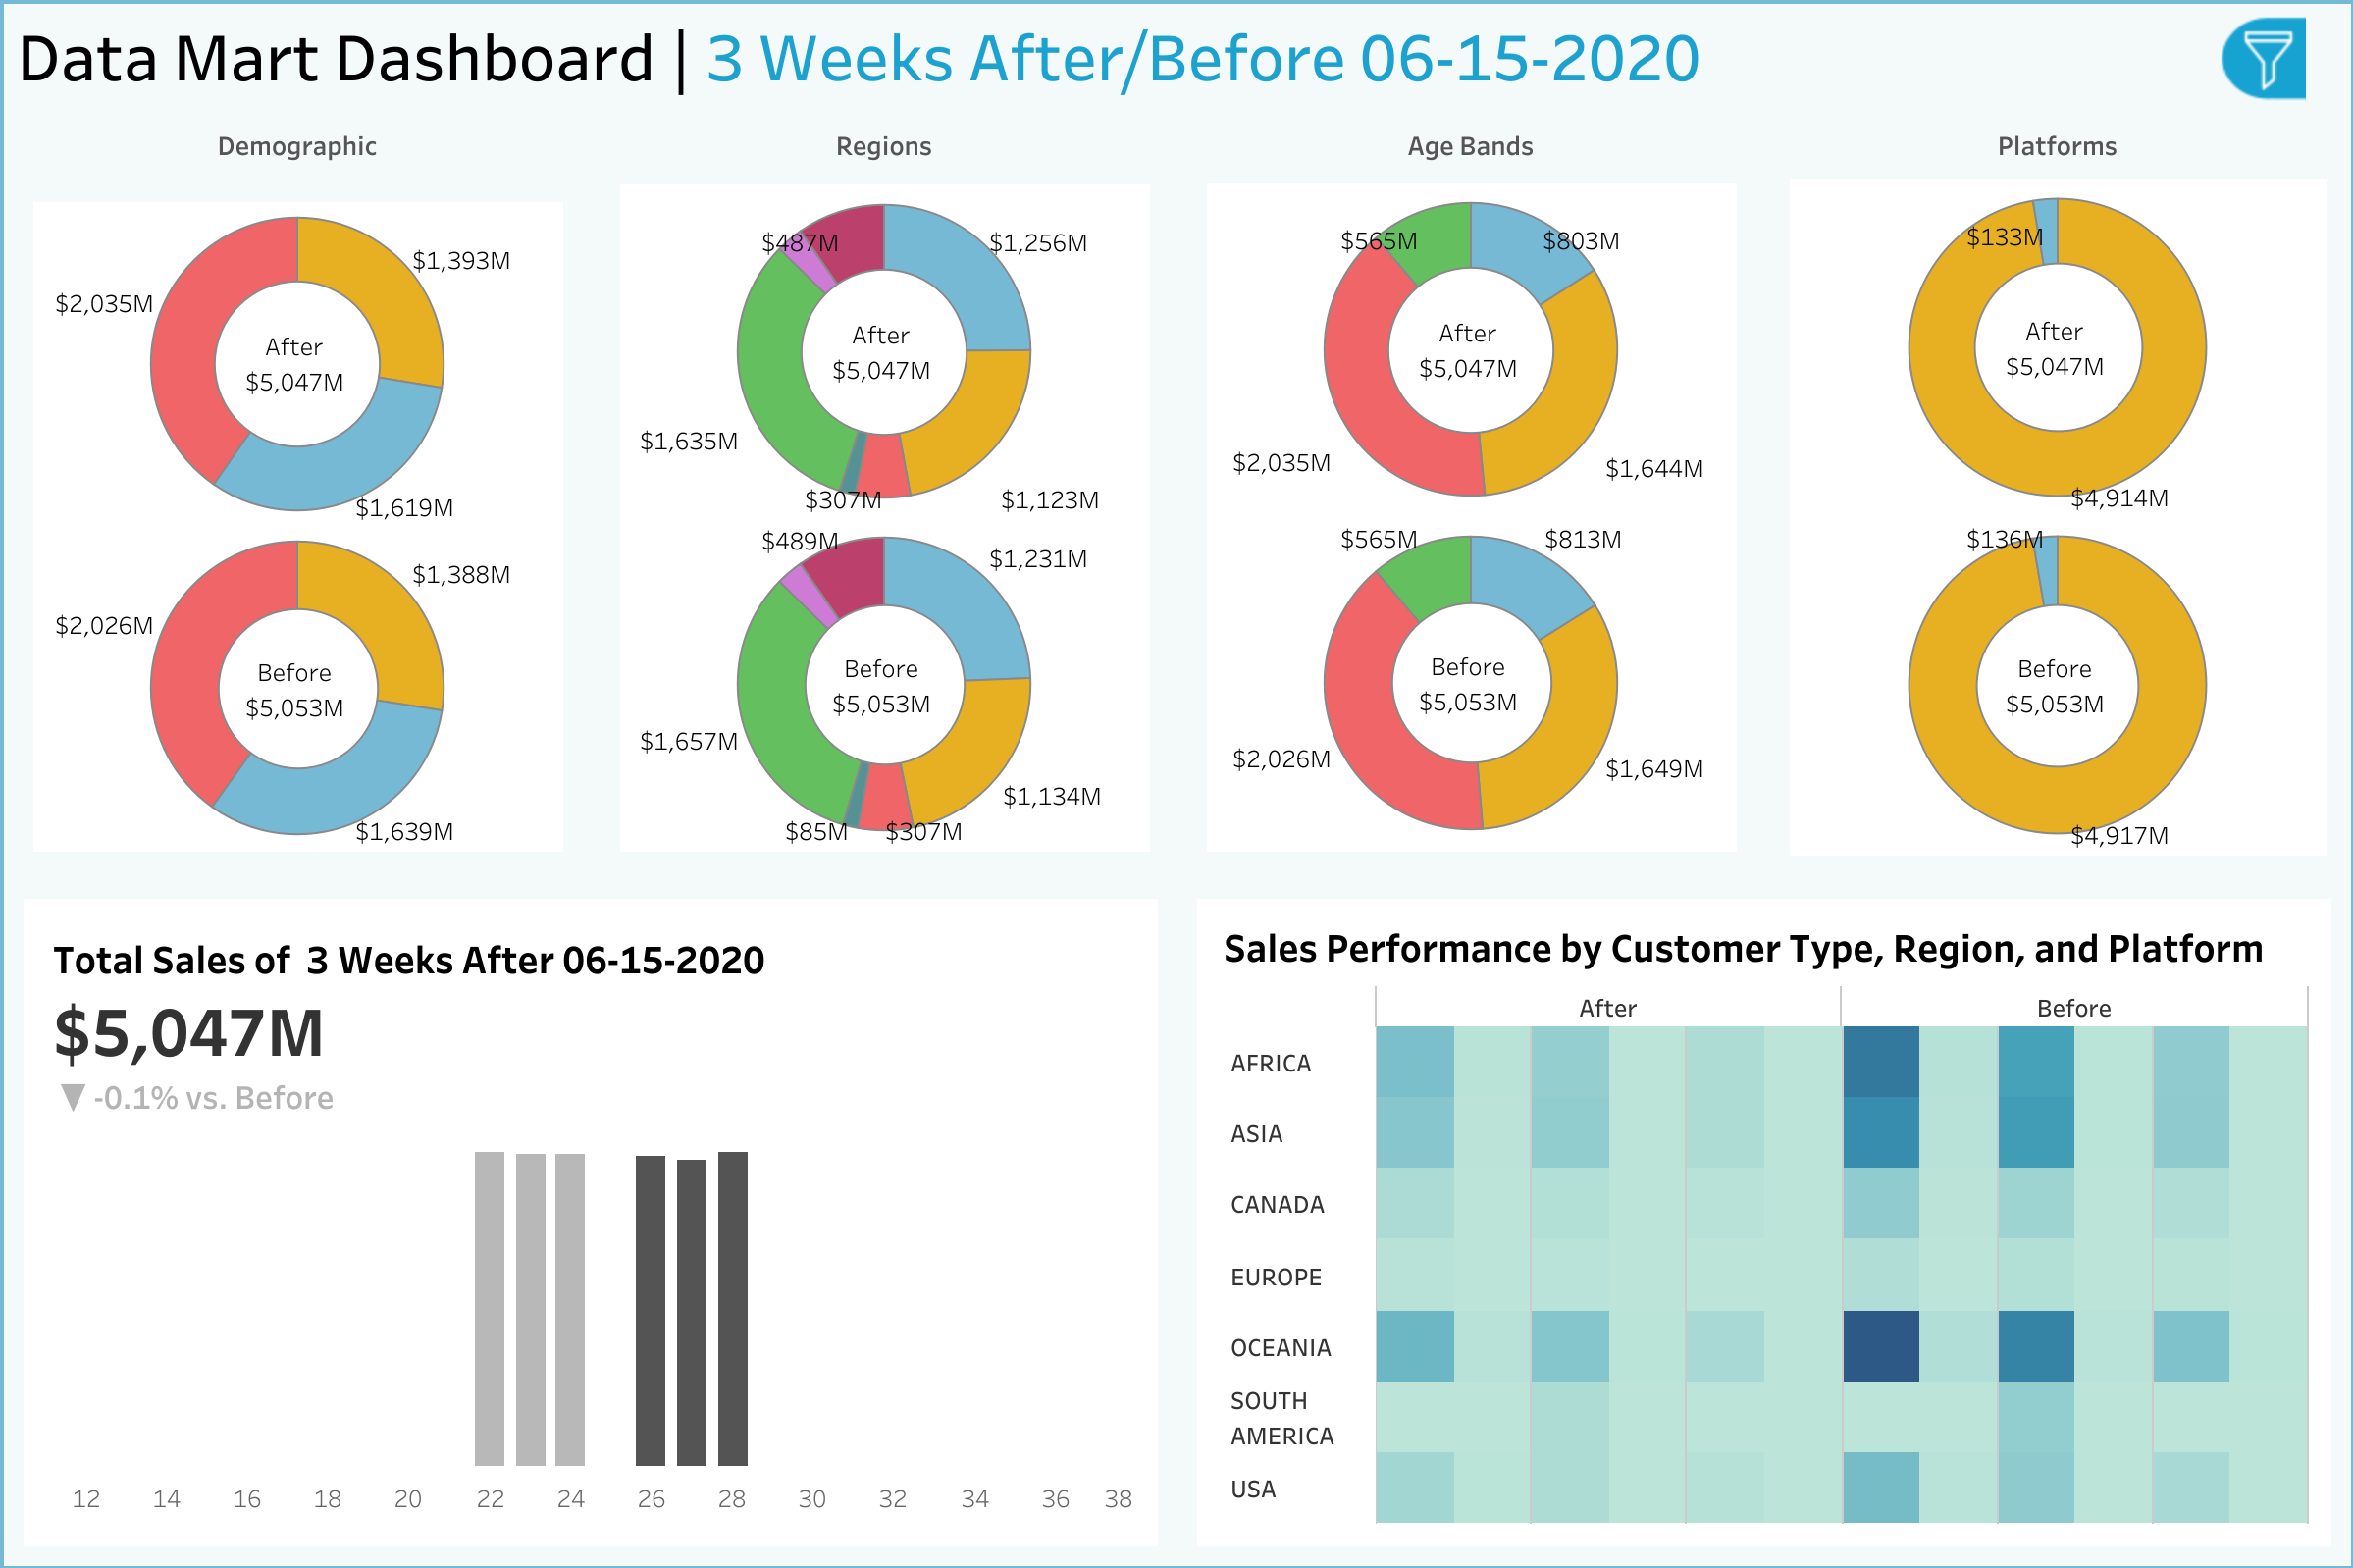 Data Mart Dashboard | 3 Weeks After/Before 06-15-2020
Demographic
Regions
Age Bands
Platforms
$1,393M
$2,035M
After
$5,047M
$1,619M
$1,388M
$2,026M
Before
$5,053M
$1,639M
$487M
$1,256M
After
$5,047M
$1,635M
$307M
$1,123M
$489M
$1,231M
Before
$5,053M
$1,657M
$1,134M
$85M
$307M
$565M
$803M
After
$5,047M
$2,035M
$1,644M
$565M
$813M
Before
$5,053M
$2,026M
$1,649M
$133M
After
$5,047M
$4,914M
$136M
Before
$5,053M
$4,917M
Total Sales of 3 Weeks After 06-15-2020
$5,047M
▼ -0.1% vs. Before
12 14 16 18 20 22 24 26 28 30 32 34 36 38
Sales Performance by Customer Type, Region, and Platform
After Before
AFRICA
ASIA
CANADA
EUROPE
OCEANIA
SOUTH
AMERICA
USA